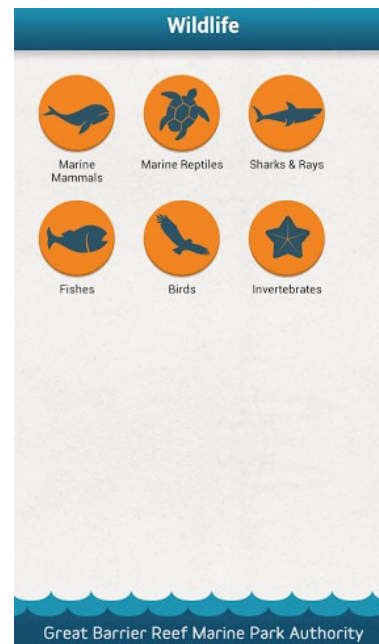 Wildlife
Marine
Mammals
Marine Reptiles
Sharks & Rays
Fishes
Birds
Invertebrates
Great Barrier Reef Marine Park Authority